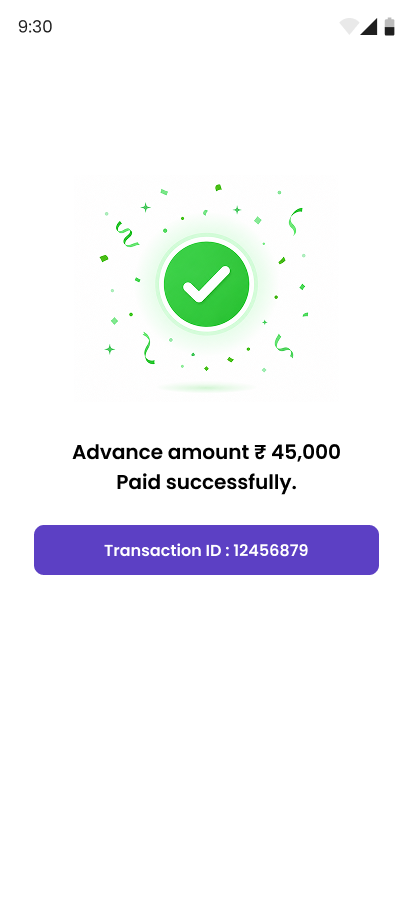 9:30
Advance amount ₹ 45,000
Paid successfully.
Transaction ID : 12456879